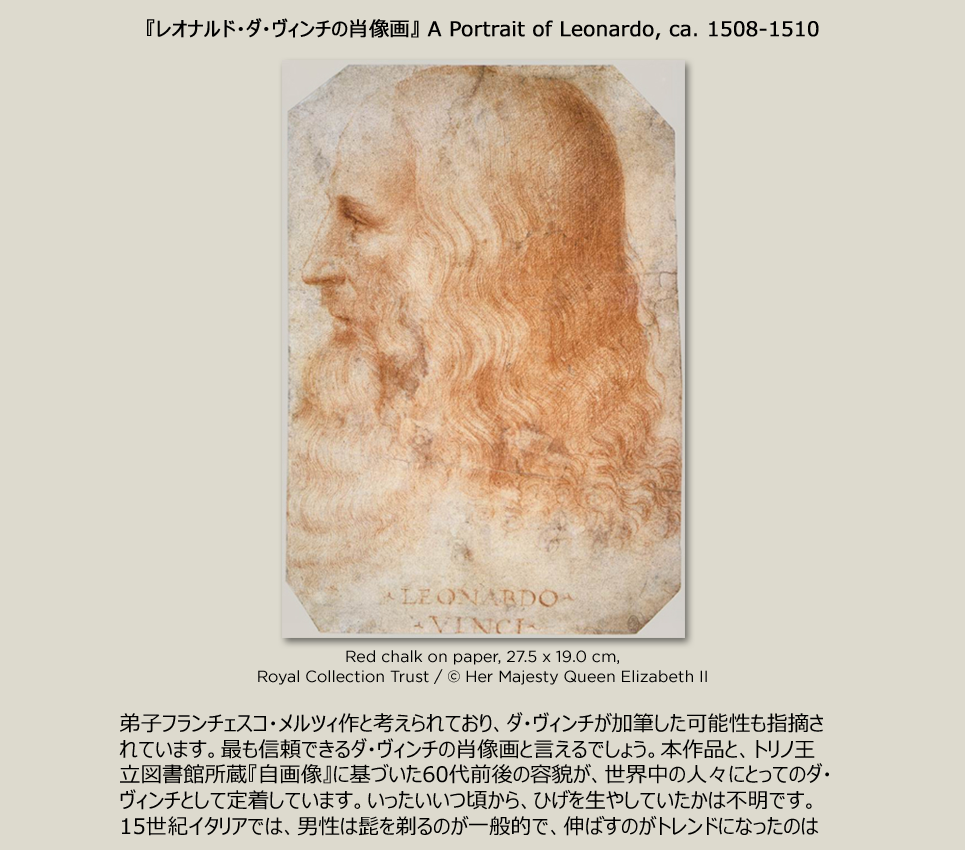 『レオナルド・ダ・ヴィンチの肖像画』 A Portrait of Leonardo, ca. 1508-1510
LEONARDO
VINCI
Red chalk on paper, 27.5 x 19.0 cm,
Royal Collection Trust / © Her Majesty Queen Elizabeth II
弟子フランチェスコ・メルツィ作と考えられており、ダ・ヴィンチが加筆した可能性も指摘さ
れています。最も信頼できるダ・ヴィンチの肖像画と言えるでしょう。本作品と、トリノ王
立図書館所蔵『自画像』に基づいた60代前後の容貌が、世界中の人々にとってのダ・
ヴィンチとして定着しています。いったいいつ頃から、ひげを生やしていたかは不明です。
15世紀イタリアでは、男性は髭を剃るのが一般的で、伸ばすのがトレンドになったのは